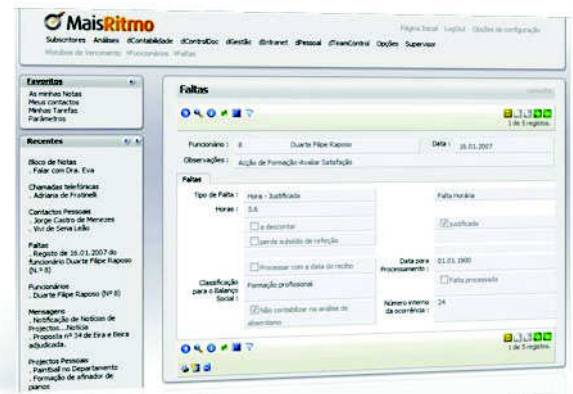 MaisRitmo
Página Inicial LogOut Opções de configuração
Subscritores Análises dContabilidade dControlDoc dGestão dIntranet dPessoal dTeamControl Opções Supervisor
Motivos de Vencimento Funcionários Faltas
Favoritos
As minhas Notas
Meus contactos
Minhas Tarefas
Parâmetros
Recentes
Bloco de Notas
. Falar com Dra. Eva
Chamadas telefónicas
. Adriana de Fratinell
Contactos Pessoais
. Jorge Castro de Menezes
. Vivi de Sena Leão
Faltas
. Registo de 16.01.2007 do
funcionário Duarte Filipe Raposo
(N.º 8)
Funcionários
. Duarte Filipe Raposo (Nº 8)
Mensagens
. Notificação de Notícias de
Projectos...Notícia
. Proposta nº 34 de Eira e Beira
adjudicada.
Projectos Pessoais
. Paintball no Departamento
. Formação de afinador de
pianos
Faltas
consulta
1 de 5 registos.
Funcionário : 8 Duarte Filipe Raposo Data : 16.01.2007
Observações : Acção de Formação-Avaliar Satisfação
Faltas
Tipo de Falta : Hora - Justificada Falta Horária
Horas : 5.6
a descontar justificada
perde subsídio de refeição
Processar com a data do recibo
Data para Processamento : 01.01.1900
Falta processada
Classificação para o Balanço Social : Formação profissional
Não contabilizar na análise de absentismo
Número interno da ocorrência : 24
1 de 5 registos.